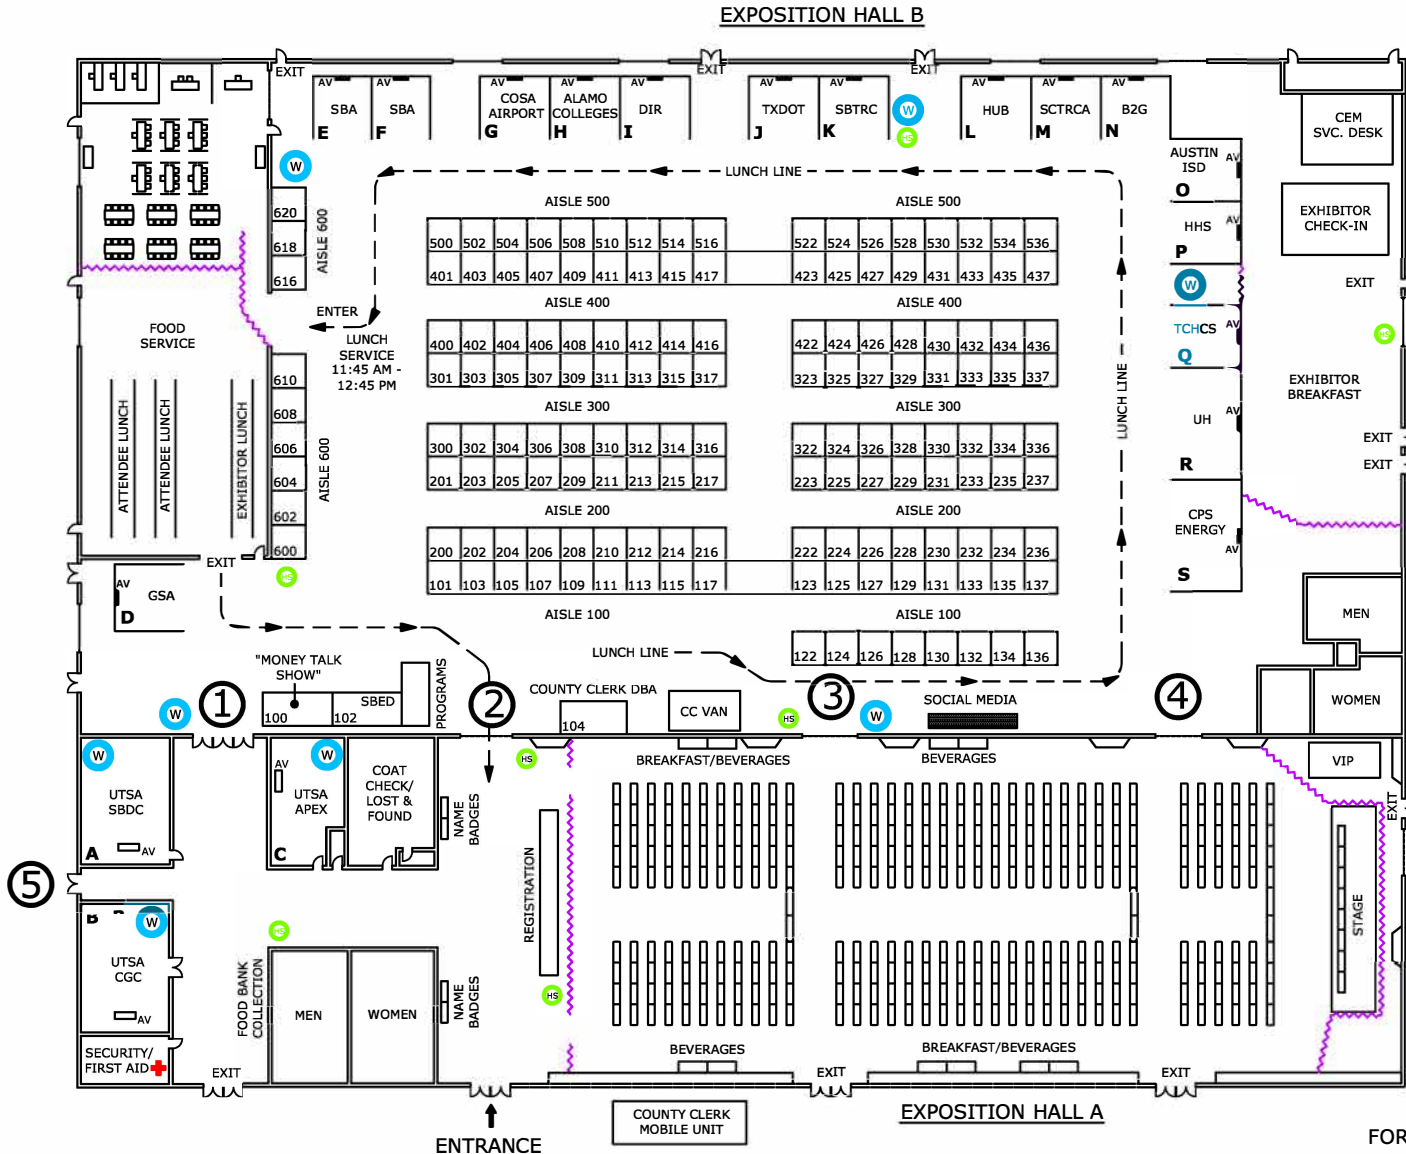 EXPOSITION HALL B
EXIT
EXIT
EXIT
AV
SBA
E
AV
SBA
F
AV
COSA
AIRPORT
G
AV
ALAMO
COLLEGES
H
AV
DIR
I
AV
TXDOT
J
AV
SBTRC
K
W
HS
AV
HUB
L
AV
SCTRCA
M
AV
B2G
N
CEM
SVC. DESK
AUSTIN
ISD
AV
O
EXHIBITOR
CHECK-IN
HHS
AV
P
W
TCHCS
AV
Q
EXIT
HS
EXHIBITOR
BREAKFAST
UH
AV
R
EXIT
EXIT
CPS
ENERGY
AV
S
MEN
WOMEN
W
LUNCH LINE
LUNCH LINE
620
618
616
AISLE 600
ENTER
LUNCH
SERVICE
11:45 AM -
12:45 PM
FOOD
SERVICE
610
608
606
604
602
600
AISLE 600
ATTENDEE LUNCH
ATTENDEE LUNCH
EXHIBITOR LUNCH
AISLE 500 AISLE 500
500 502 504 506 508 510 512 514 516 522 524 526 528 530 532 534 536
401 403 405 407 409 411 413 415 417 423 425 427 429 431 433 435 437
AISLE 400 AISLE 400
400 402 404 406 408 410 412 414 416 422 424 426 428 430 432 434 436
301 303 305 307 309 311 313 315 317 323 325 327 329 331 333 335 337
AISLE 300 AISLE 300
300 302 304 306 308 310 312 314 316 322 324 326 328 330 332 334 336
201 203 205 207 209 211 213 215 217 223 225 227 229 231 233 235 237
AISLE 200 AISLE 200
200 202 204 206 208 210 212 214 216 222 224 226 228 230 232 234 236
101 103 105 107 109 111 113 115 117 123 125 127 129 131 133 135 137
AISLE 100 AISLE 100
122 124 126 128 130 132 134 136
EXIT
HS
AV
GSA
D
LUNCH LINE
"MONEY TALK
SHOW"
100
102
SBED
PROGRAMS
W
1
2
COUNTY CLERK DBA
104
CC VAN
HS
3
W
SOCIAL MEDIA
4
W
UTSA
SBDC
A
AV
AV
W
UTSA
APEX
C
COAT
CHECK/
LOST &
FOUND
NAME
BADGES
HS
REGISTRATION
HS
BREAKFAST/BEVERAGES
BEVERAGES
VIP
EXIT
STAGE
5
B
W
UTSA
CGC
AV
HS
FOOD BANK
COLLECTION
MEN
WOMEN
NAME
BADGES
SECURITY/
FIRST AID
EXIT
BEVERAGES
BREAKFAST/BEVERAGES
EXIT
EXIT
ENTRANCE
COUNTY CLERK
MOBILE UNIT
EXPOSITION HALL A
FOR